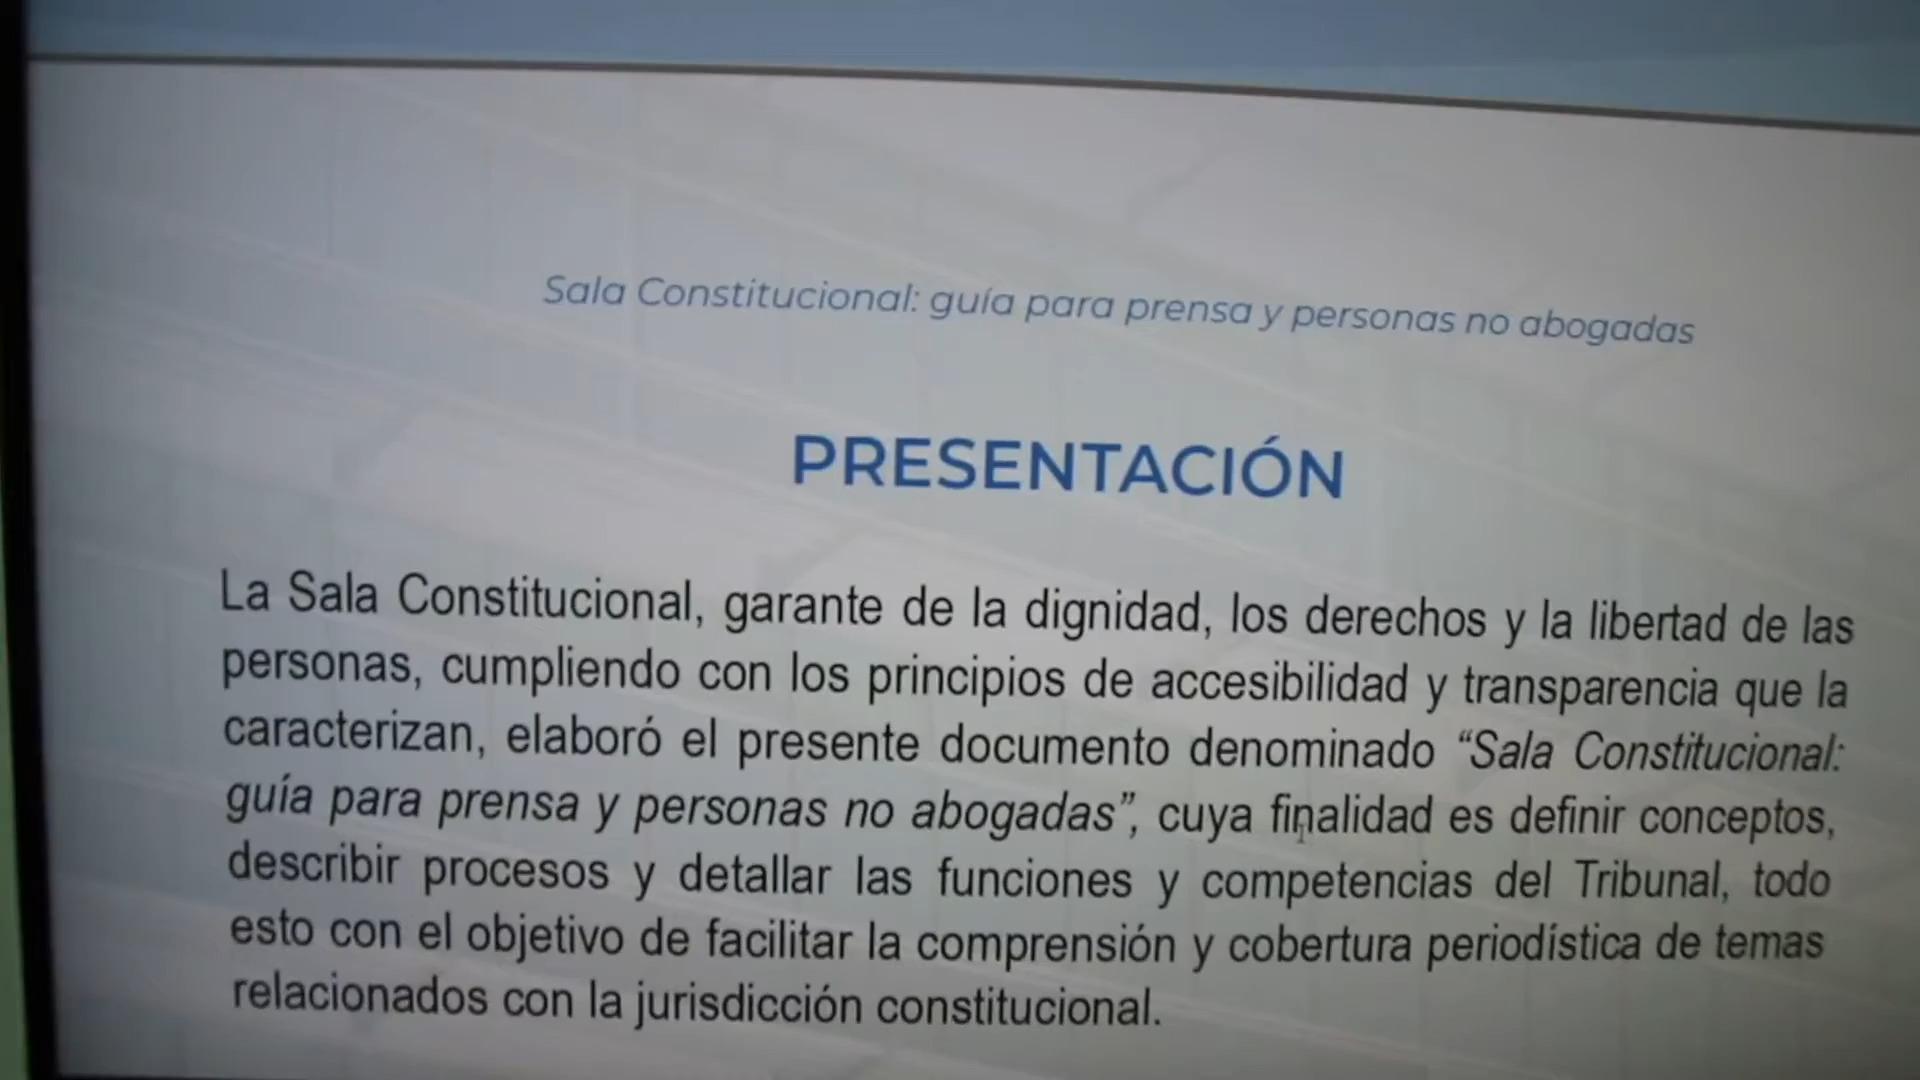 Sala Constitucional: guía para prensa y personas no abogadas
PRESENTACIÓN
La Sala Constitucional, garante de la dignidad, los derechos y la libertad de las
personas, cumpliendo con los principios de accesibilidad y transparencia que la
caracterizan, elaboró el presente documento denominado “Sala Constitucional:
guía para prensa y personas no abogadas”, cuya finalidad es definir conceptos,
describir procesos y detallar las funciones y competencias del Tribunal, todo
esto con el objetivo de facilitar la comprensión y cobertura periodística de temas
relacionados con la jurisdicción constitucional.